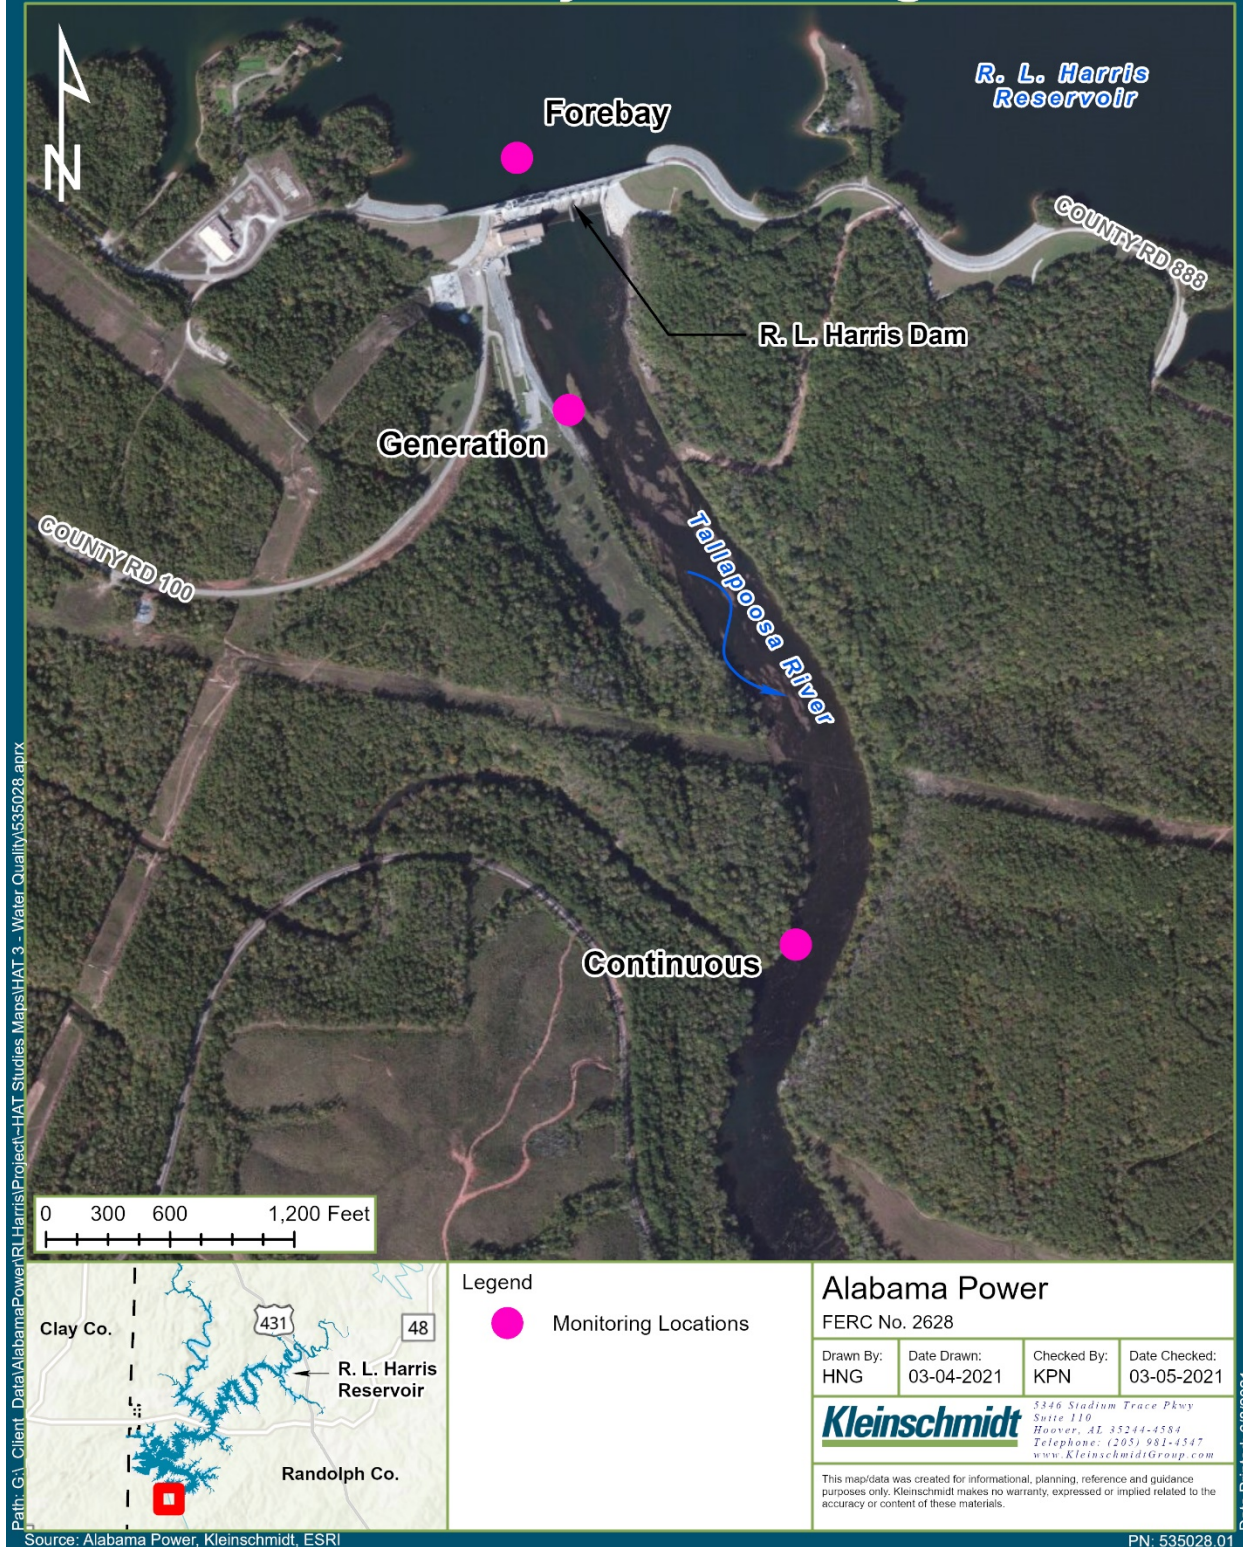 N
Forebay
R. L. Harris
Reservoir
COUNTY RD 888
R. L. Harris Dam
Generation
COUNTY RD 100
Tallapoosa River
Continuous
0 300 600 1,200 Feet
Clay Co.
431
48
R. L. Harris
Reservoir
Randolph Co.
Legend
Monitoring Locations
Alabama Power
FERC No. 2628
Drawn By:
HNG
Date Drawn:
03-04-2021
Checked By:
KPN
Date Checked:
03-05-2021
Kleinschmidt
5346 Stadium Trace Pkwy
Suite 110
Hoover, AL 35244-4584
Telephone: (205) 981-4547
www.KleinschmidtGroup.com
This map/data was created for informational, planning, reference and guidance
purposes only. Kleinschmidt makes no warranty, expressed or implied related to the
accuracy or content of these materials.
Path: G:\_Client_Data\AlabamaPower\RLHarris\Project\~HAT Studies Maps\HAT 3 - Water Quality\535028.aprx
Source: Alabama Power, Kleinschmidt, ESRI
PN: 535028.01